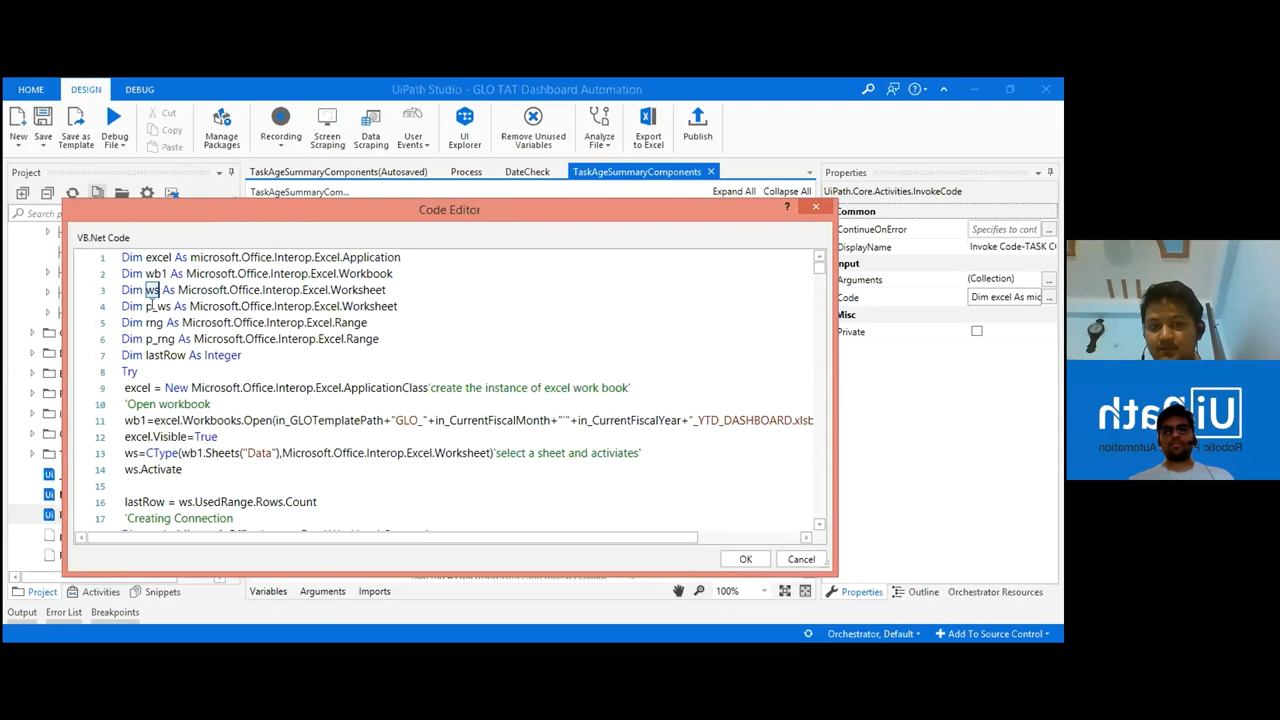 HOME DESIGN DEBUG UiPath Studio - GLO TAT Dashboard Automation
New Save Save as Template Debug File Cut Copy Paste Manage Packages Recording Screen Scraping Data Scraping User Events UI Explorer Remove Unused Variables Analyze File Export to Excel Publish
Project TaskAgeSummaryComponents(Autosaved) Process DateCheck TaskAgeSummaryComponents Properties
TaskAgeSummaryCom... Expand All Collapse All UiPath.Core.Activities.InvokeCode
Search
Code Editor
VB.Net Code
1 Dim excel As microsoft.Office.Interop.Excel.Application
2 Dim wb1 As Microsoft.Office.Interop.Excel.Workbook
3 Dim ws As Microsoft.Office.Interop.Excel.Worksheet
4 Dim p_ws As Microsoft.Office.Interop.Excel.Worksheet
5 Dim rng As Microsoft.Office.Interop.Excel.Range
6 Dim p_rng As Microsoft.Office.Interop.Excel.Range
7 Dim lastRow As Integer
8 Try
9 excel = New Microsoft.Office.Interop.Excel.ApplicationClass'create the instance of excel work book'
10 'Open workbook
11 wb1=excel.Workbooks.Open(in_GLOTemplatePath+"GLO_"+in_CurrentFiscalMonth+"'"+in_CurrentFiscalYear+"_YTD_DASHBOARD.xlsb
12 excel.Visible=True
13 ws=CType(wb1.Sheets("Data"),Microsoft.Office.Interop.Excel.Worksheet)'select a sheet and activiates'
14 ws.Activate
15
16 lastRow = ws.UsedRange.Rows.Count
17 'Creating Connection
OK Cancel
Common
ContinueOnError Specifies to cont ...
DisplayName Invoke Code-TASK C
Input
Arguments (Collection) ...
Code Dim excel As mic ...
Misc
Private
Project Activities Snippets Variables Arguments Imports 100% Properties Outline Orchestrator Resources
Output Error List Breakpoints
Orchestrator, Default Add To Source Control
UiPath
Robotic Automation